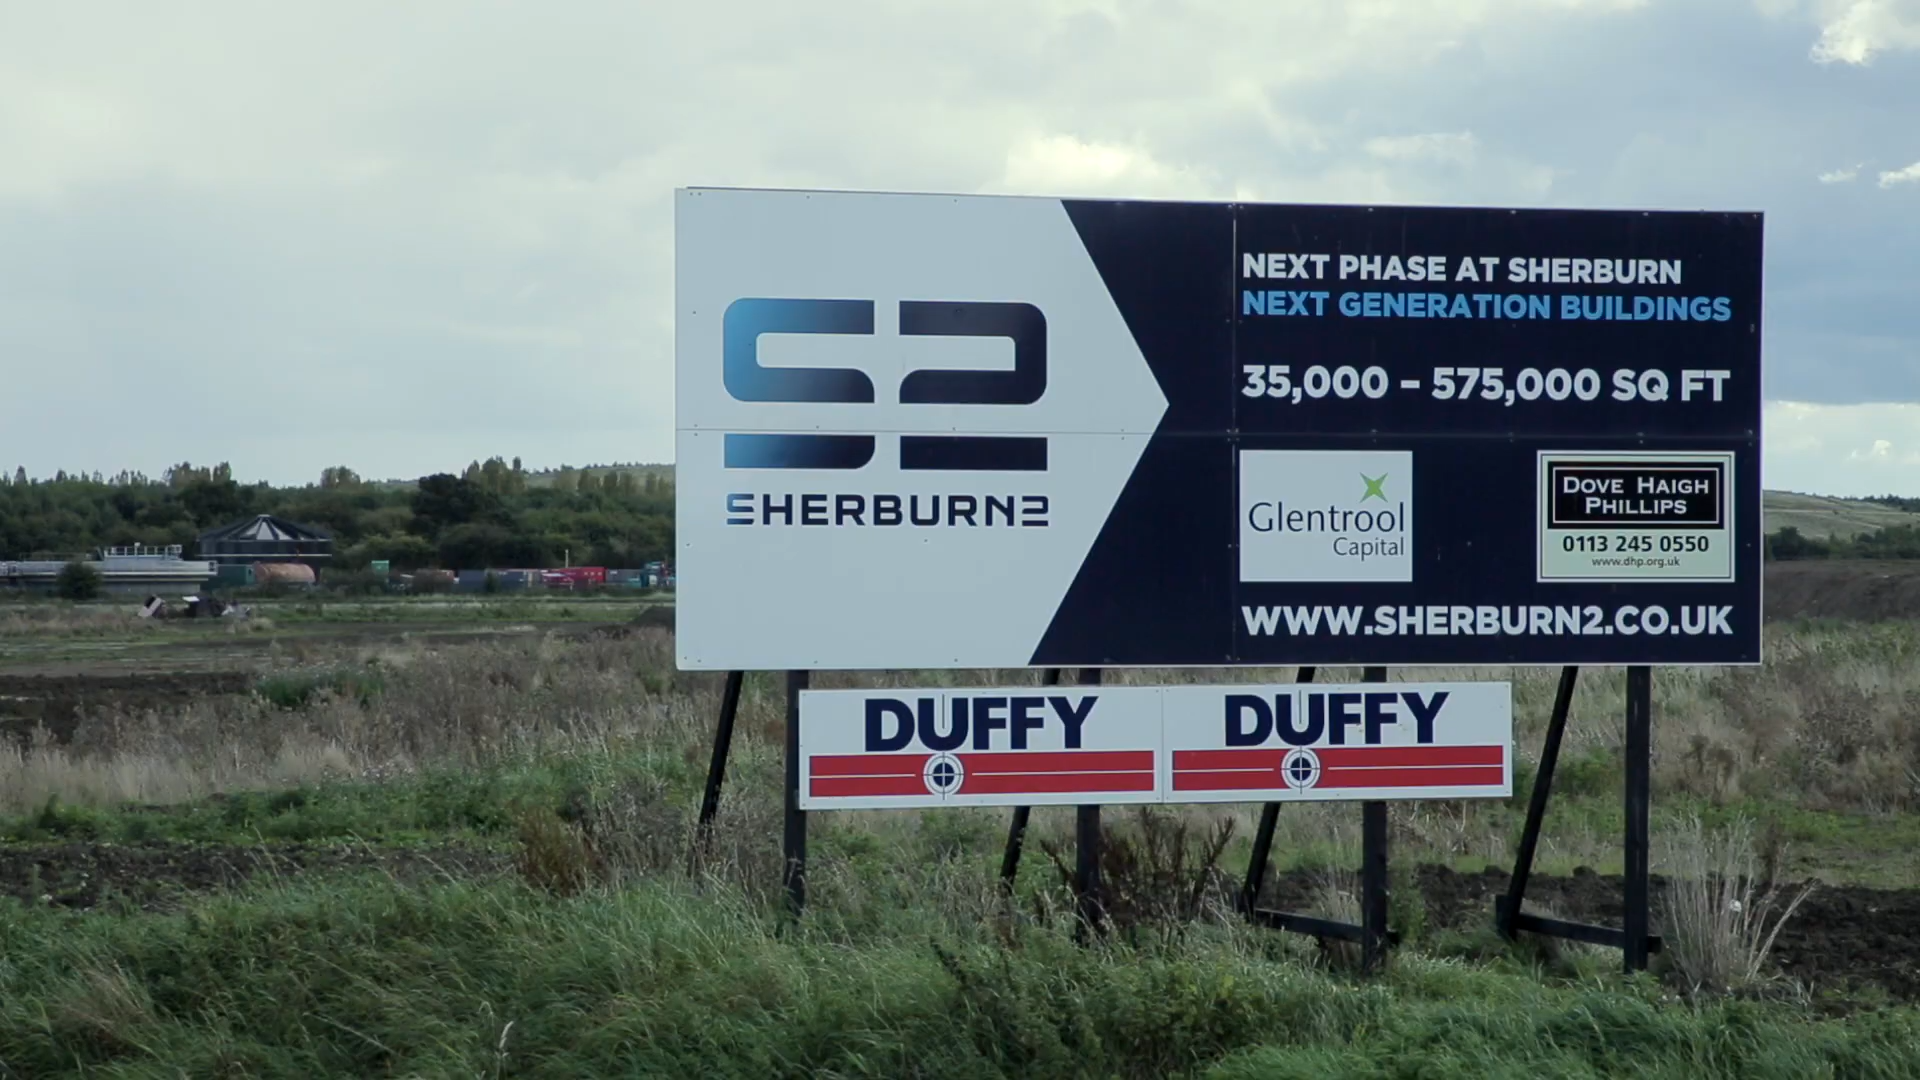 S2
SHERBURN2
NEXT PHASE AT SHERBURN
NEXT GENERATION BUILDINGS
35,000 - 575,000 SQ FT
Glentrool
Capital
DOVE HAIGH
PHILLIPS
0113 245 0550
www.dhp.org.uk
WWW.SHERBURN2.CO.UK
DUFFY
DUFFY